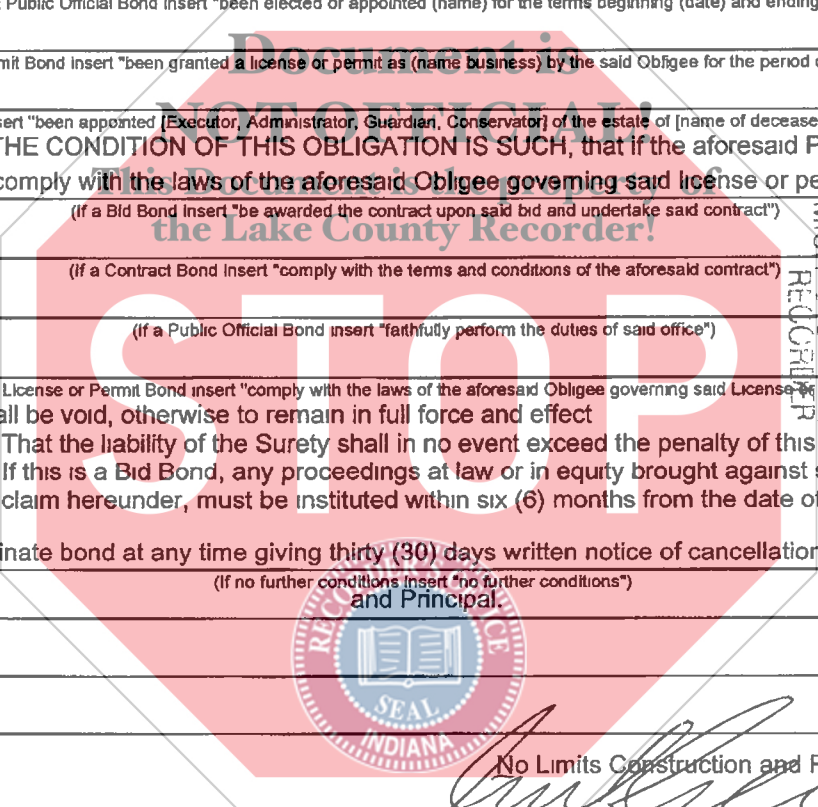 Public Official Bond insert "been elected or appointed (name) for the terms beginning (date) and ending
Document is
mit Bond insert "been granted a license or permit as (name business) by the said Obligee for the period
NOT OFFICIAL!
sert "been appointed [Executor, Administrator, Guardian, Conservator] of the estate of [name of decease
THE CONDITION OF THIS OBLIGATION IS SUCH, that if the aforesaid P
This Document is the property of
comply with the laws of the aforesaid Obligee governing said license or pe
(If a Bid Bond insert "be awarded the contract upon said bid and undertake said contract")
the Lake County Recorder!
(If a Contract Bond insert "comply with the terms and conditions of the aforesaid contract")
RECORDER
STOP
(If a Public Official Bond insert "faithfully perform the duties of said office")
License or Permit Bond insert "comply with the laws of the aforesaid Obligee governing said License or
all be void, otherwise to remain in full force and effect
That the liability of the Surety shall in no event exceed the penalty of this
If this is a Bid Bond, any proceedings at law or in equity brought against s
claim hereunder, must be instituted within six (6) months from the date of
inate bond at any time giving thirty (30) days written notice of cancellation
(If no further conditions insert "no further conditions")
and Principal.
RECORDER'S OFFICE
SEAL
INDIANA
No Limits Construction and